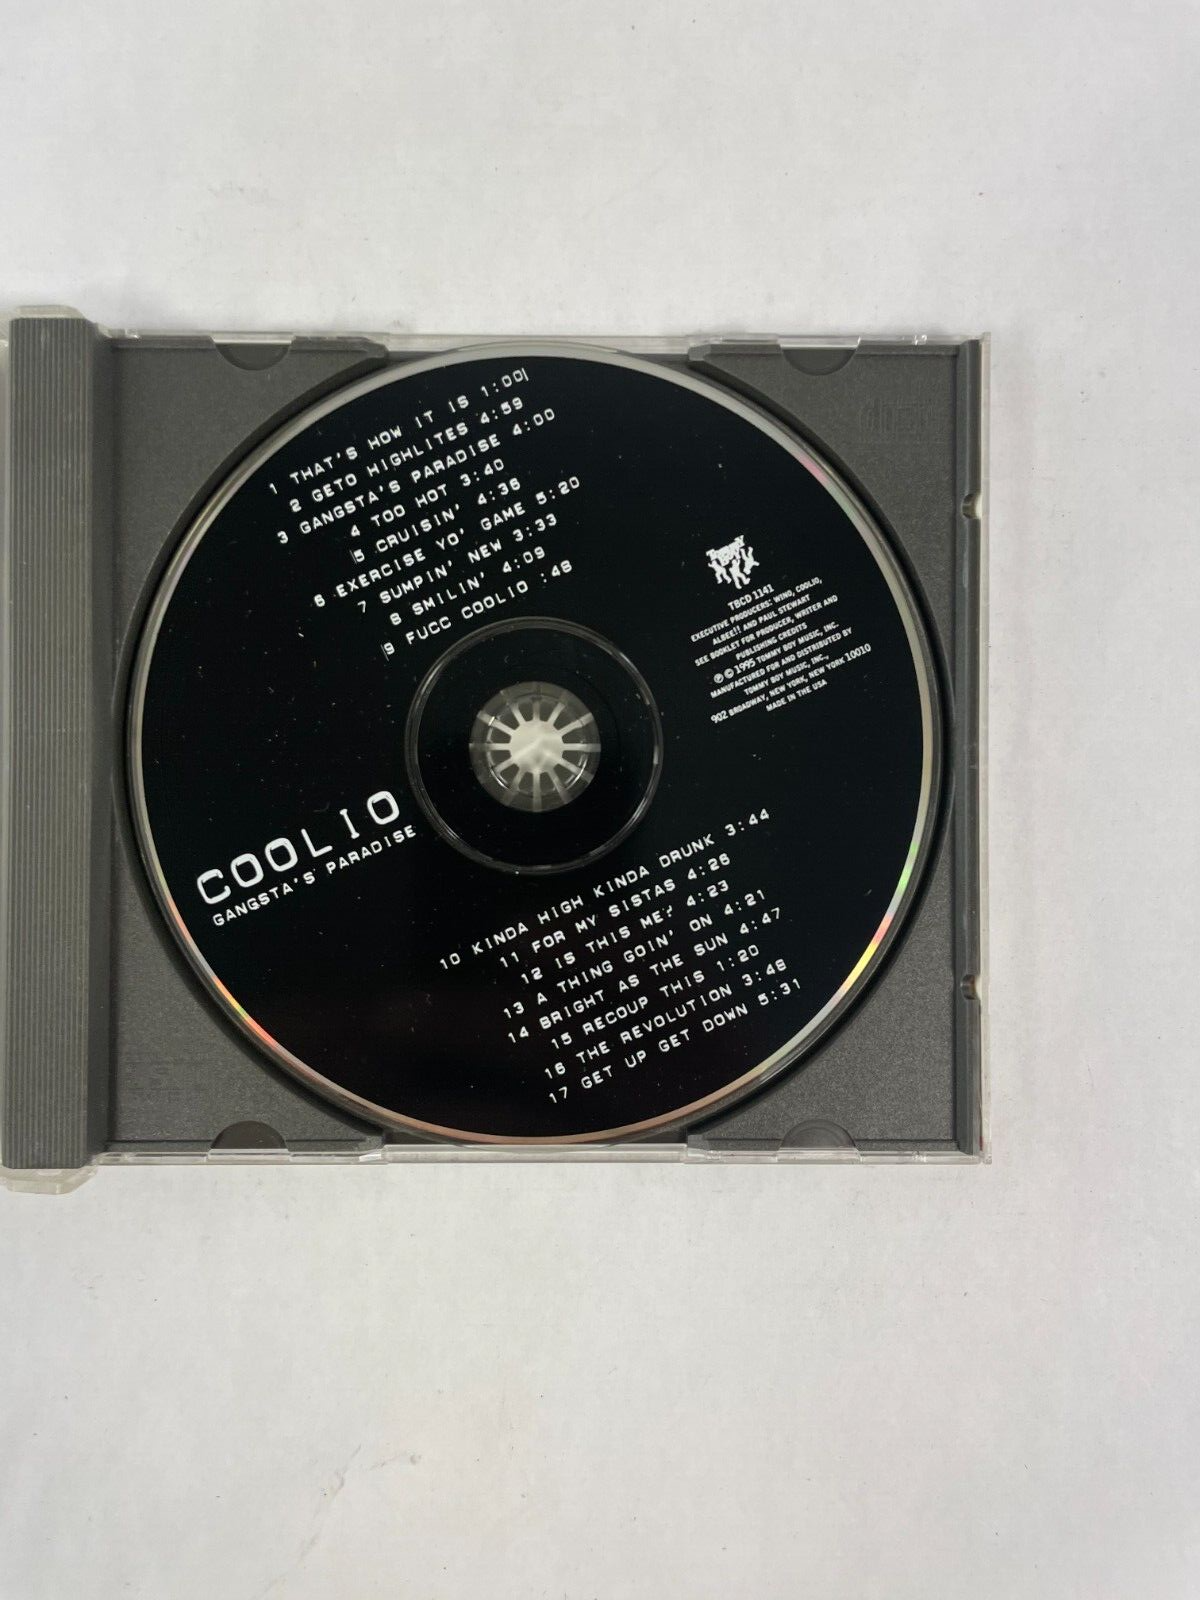 1 THAT'S HOW IT IS 1:00
2 GETO HIGHLITES 4:59
3 GANGSTA'S PARADISE 4:00
4 TOO HOT 3:40
5 CRUISIN' 4:36
6 EXERCISE YO' GAME 5:20
7 SUMPIN' NEW 3:33
8 SMILIN' 4:09
9 FUCC COOLIO :48
TOMMY BOY
TBCD 1141
EXECUTIVE PRODUCERS: WINO, COOLIO,
ALBEE!! AND PAUL STEWART
SEE BOOKLET FOR PRODUCER, WRITER AND
PUBLISHING CREDITS
℗ © 1995 TOMMY BOY MUSIC, INC.
MANUFACTURED FOR AND DISTRIBUTED BY
TOMMY BOY MUSIC, INC.,
902 BROADWAY, NEW YORK, NEW YORK 10010
MADE IN THE USA
COOLIO
GANGSTA'S PARADISE
10 KINDA HIGH KINDA DRUNK 3:44
11 FOR MY SISTAS 4:26
12 IS THIS ME? 4:23
13 A THING GOIN' ON 4:21
14 BRIGHT AS THE SUN 4:47
15 RECOUP THIS 1:20
16 THE REVOLUTION 3:48
17 GET UP GET DOWN 5:31